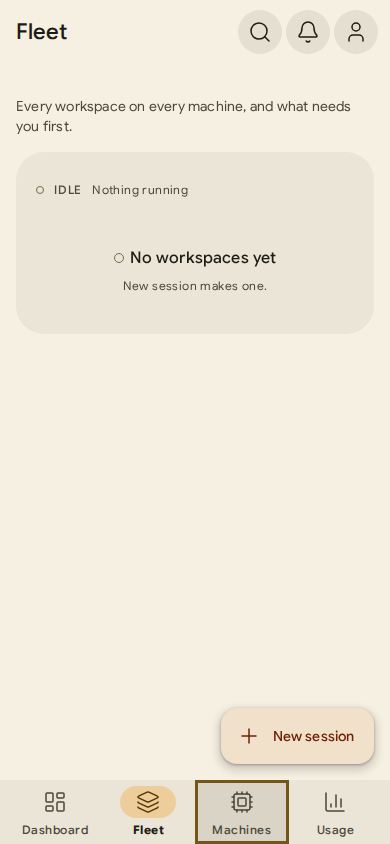 Fleet
Every workspace on every machine, and what needs
you first.
IDLE Nothing running
No workspaces yet
New session makes one.
New session
Dashboard
Fleet
Machines
Usage